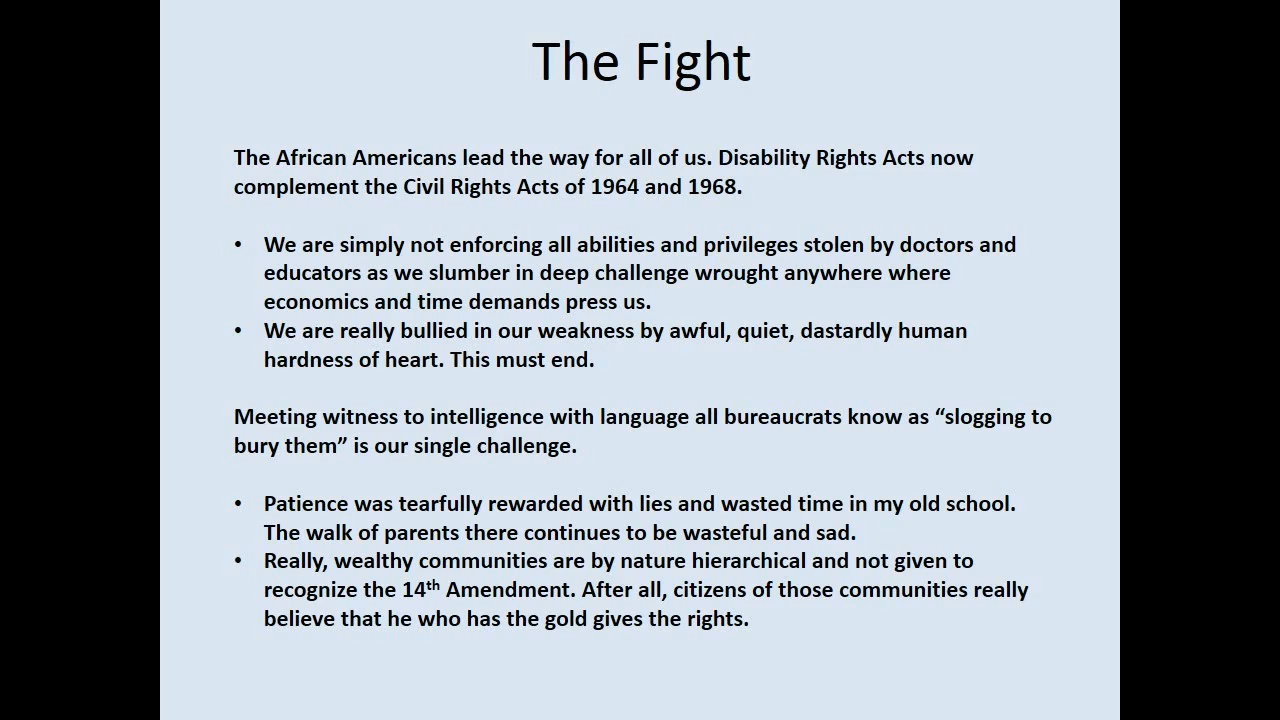 The Fight
The African Americans lead the way for all of us. Disability Rights Acts now
complement the Civil Rights Acts of 1964 and 1968.
• We are simply not enforcing all abilities and privileges stolen by doctors and
educators as we slumber in deep challenge wrought anywhere where
economics and time demands press us.
• We are really bullied in our weakness by awful, quiet, dastardly human
hardness of heart. This must end.
Meeting witness to intelligence with language all bureaucrats know as “slogging to
bury them” is our single challenge.
• Patience was tearfully rewarded with lies and wasted time in my old school.
The walk of parents there continues to be wasteful and sad.
• Really, wealthy communities are by nature hierarchical and not given to
recognize the 14th Amendment. After all, citizens of those communities really
believe that he who has the gold gives the rights.